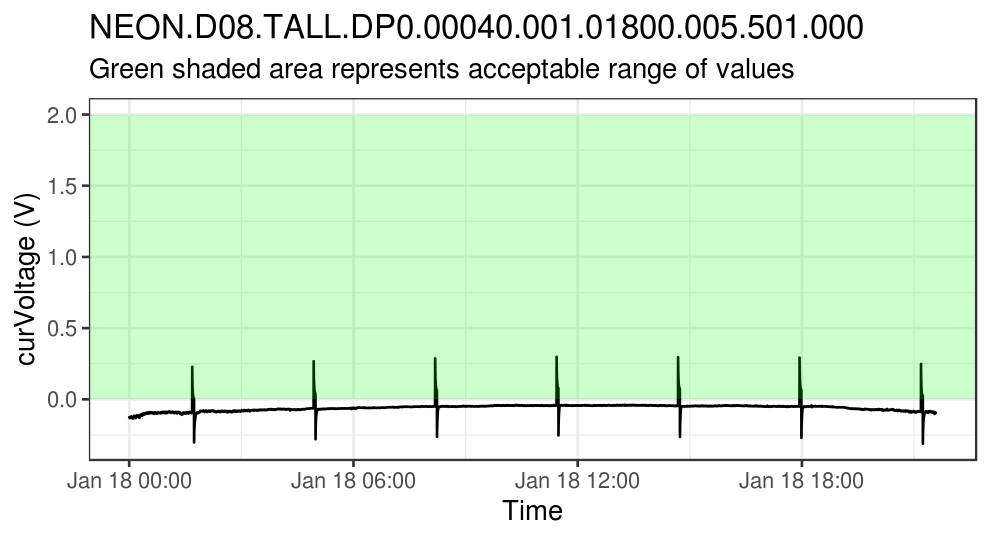 NEON.D08.TALL.DP0.00040.001.01800.005.501.000
Green shaded area represents acceptable range of values
curVoltage (V)
2.0
1.5
1.0
0.5
0.0
Jan 18 00:00 Jan 18 06:00 Jan 18 12:00 Jan 18 18:00
Time